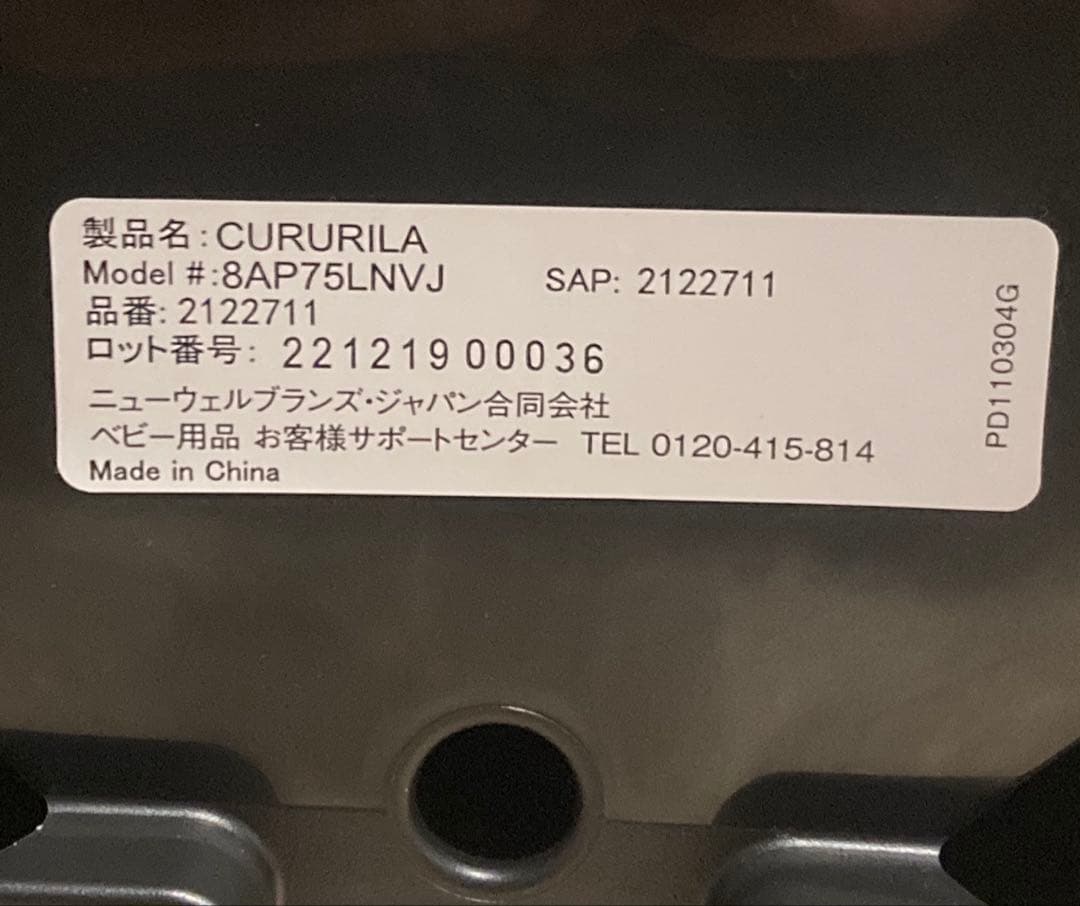 製品名:CURURILA
Model #:8AP75LNVJ SAP: 2122711
品番: 2122711
ロット番号: 221219 00036
ニューウェルブランズ・ジャパン合同会社
ベビー用品 お客様サポートセンター TEL 0120-415-814
Made in China
PD110304G